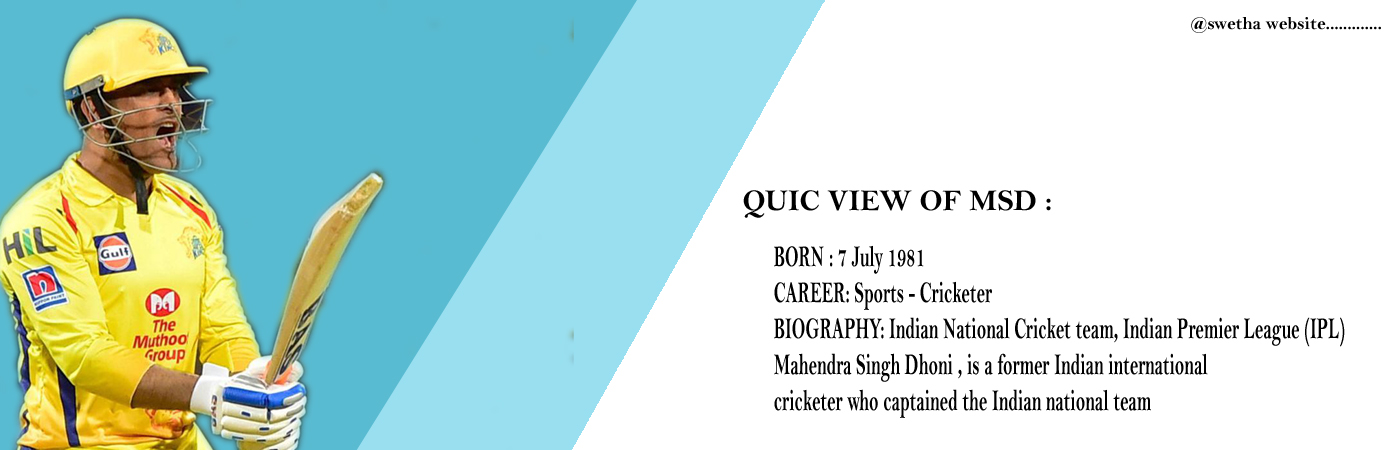 @swetha website.............
QUIC VIEW OF MSD :
BORN : 7 July 1981
CAREER: Sports - Cricketer
BIOGRAPHY: Indian National Cricket team, Indian Premier League (IPL)
Mahendra Singh Dhoni , is a former Indian international
cricketer who captained the Indian national team
HIL
Gulf
n
NIPPON PAINT
The
Muthoot
Group